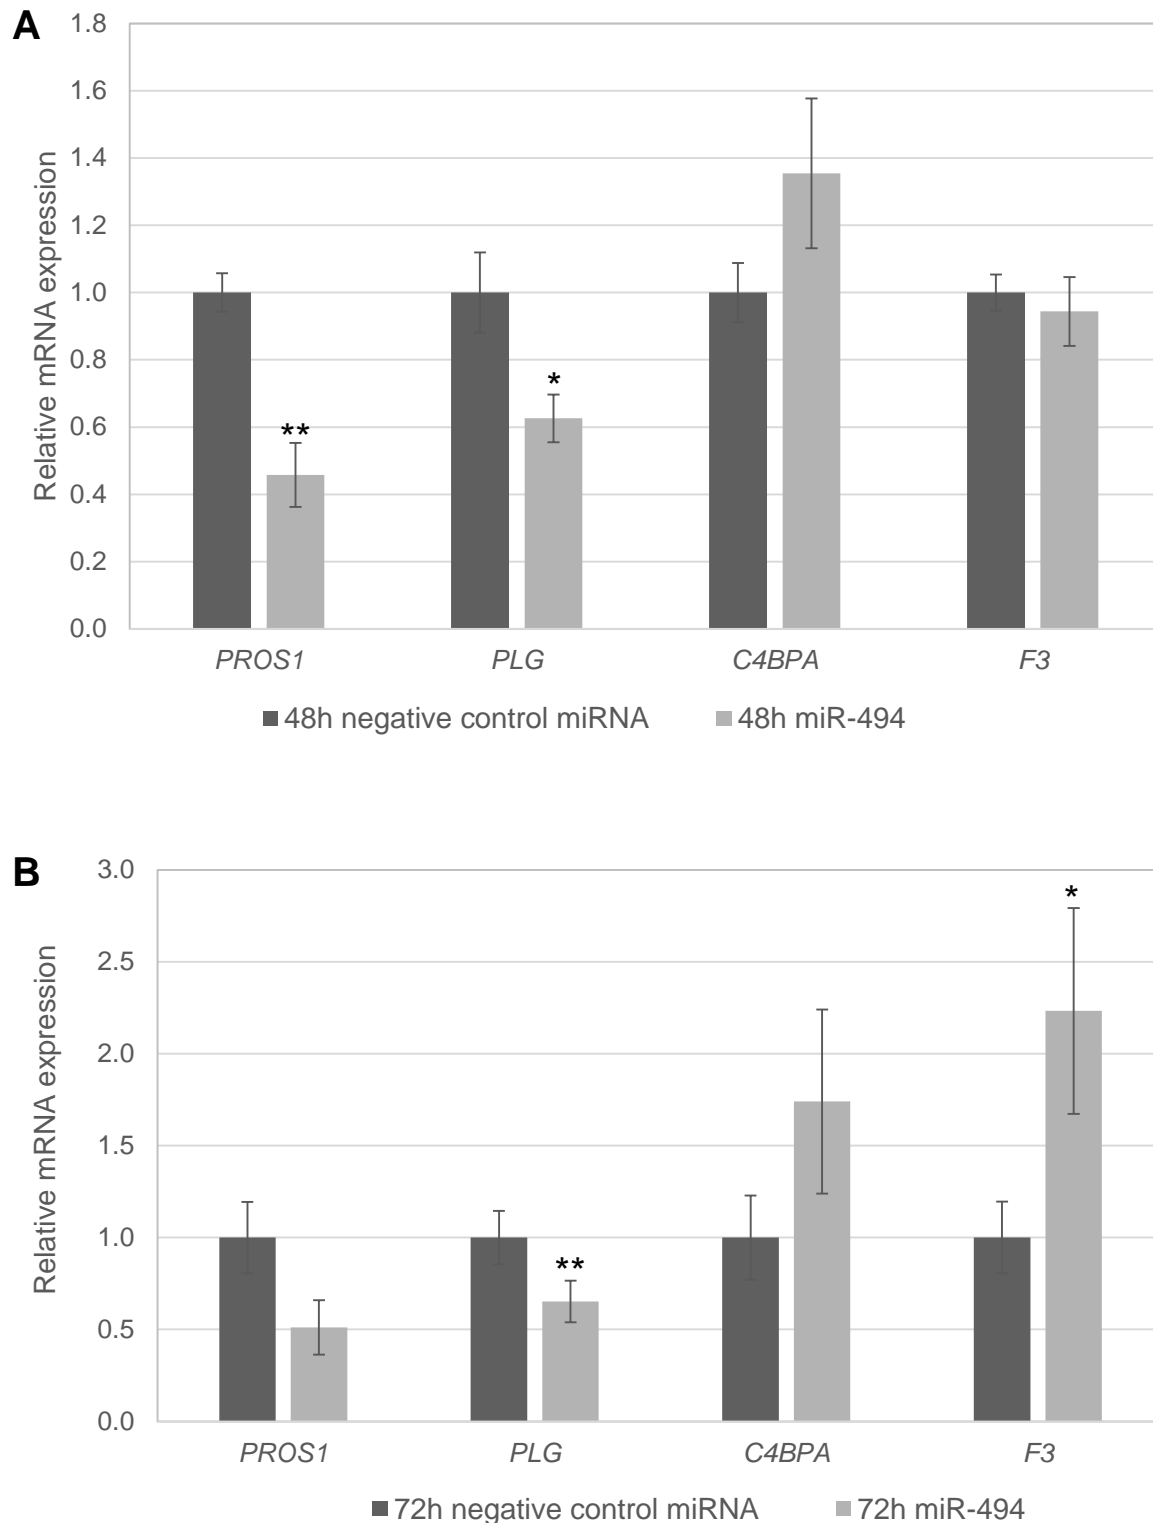 A
Relative mRNA expression
1.8
1.6
1.4
1.2
1.0
0.8
0.6
0.4
0.2
0.0
**
*
PROS1 PLG C4BPA F3
48h negative control miRNA 48h miR-494
B
Relative mRNA expression
3.0
2.5
2.0
1.5
1.0
0.5
0.0
**
*
PROS1 PLG C4BPA F3
72h negative control miRNA 72h miR-494